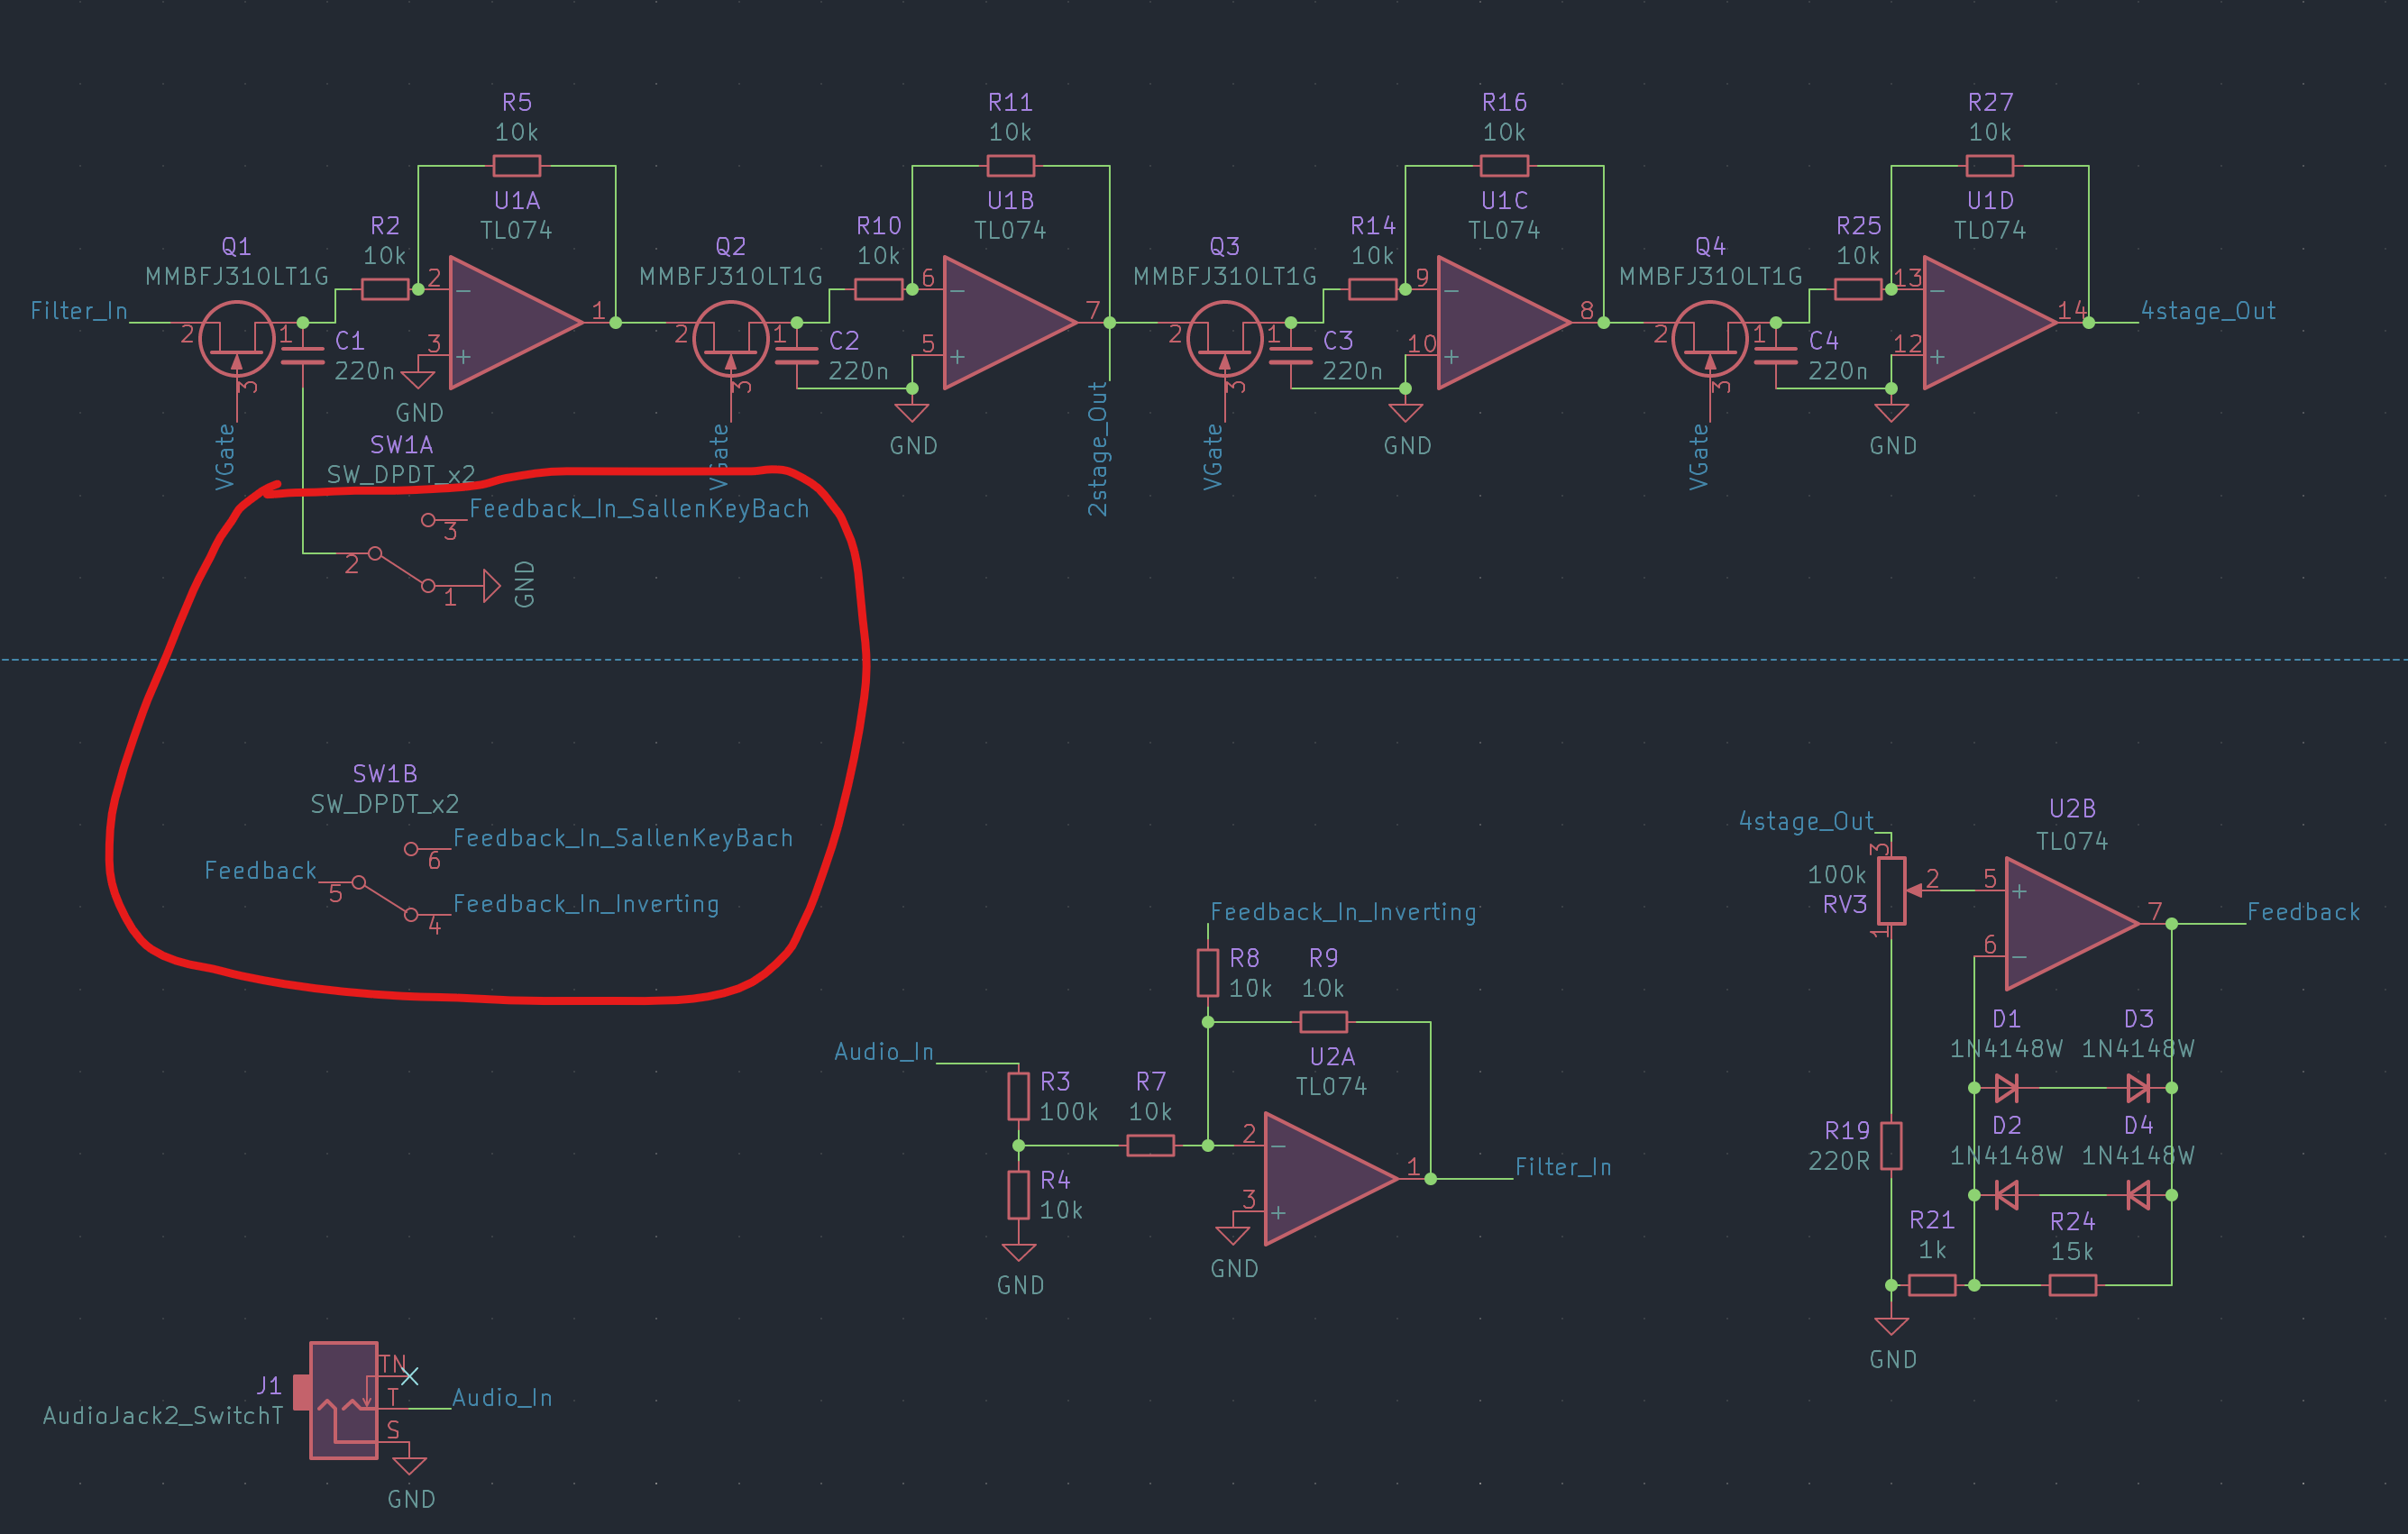 R5
10k
R11
10k
R16
10k
R27
10k
U1A
TL074
U1B
TL074
U1C
TL074
U1D
TL074
R2
10k
R10
10k
R14
10k
R25
10k
Q1
MMBFJ310LT1G
Q2
MMBFJ310LT1G
Q3
MMBFJ310LT1G
Q4
MMBFJ310LT1G
Filter_In
2
1
3
2
3
1
2
1
3
6
5
7
2
1
3
9
10
8
2
1
3
13
12
14
4stage_Out
C1
220n
C2
220n
C3
220n
C4
220n
GND
GND
GND
GND
VGate
VGate
VGate
VGate
2stage_Out
SW1A
SW_DPDT_x2
Feedback_In_SallenKeyBach
3
2
1
GND
SW1B
SW_DPDT_x2
Feedback_In_SallenKeyBach
6
Feedback
5
Feedback_In_Inverting
4
4stage_Out
U2B
TL074
3
100k
RV3
2
1
5
6
7
Feedback
Feedback_In_Inverting
R8
10k
R9
10k
D1
1N4148W
D3
1N4148W
Audio_In
U2A
TL074
R3
100k
R7
10k
2
3
1
Filter_In
D2
1N4148W
D4
1N4148W
R19
220R
R4
10k
GND
GND
R21
1k
R24
15k
GND
J1
AudioJack2_SwitchT
TN
T
S
Audio_In
GND